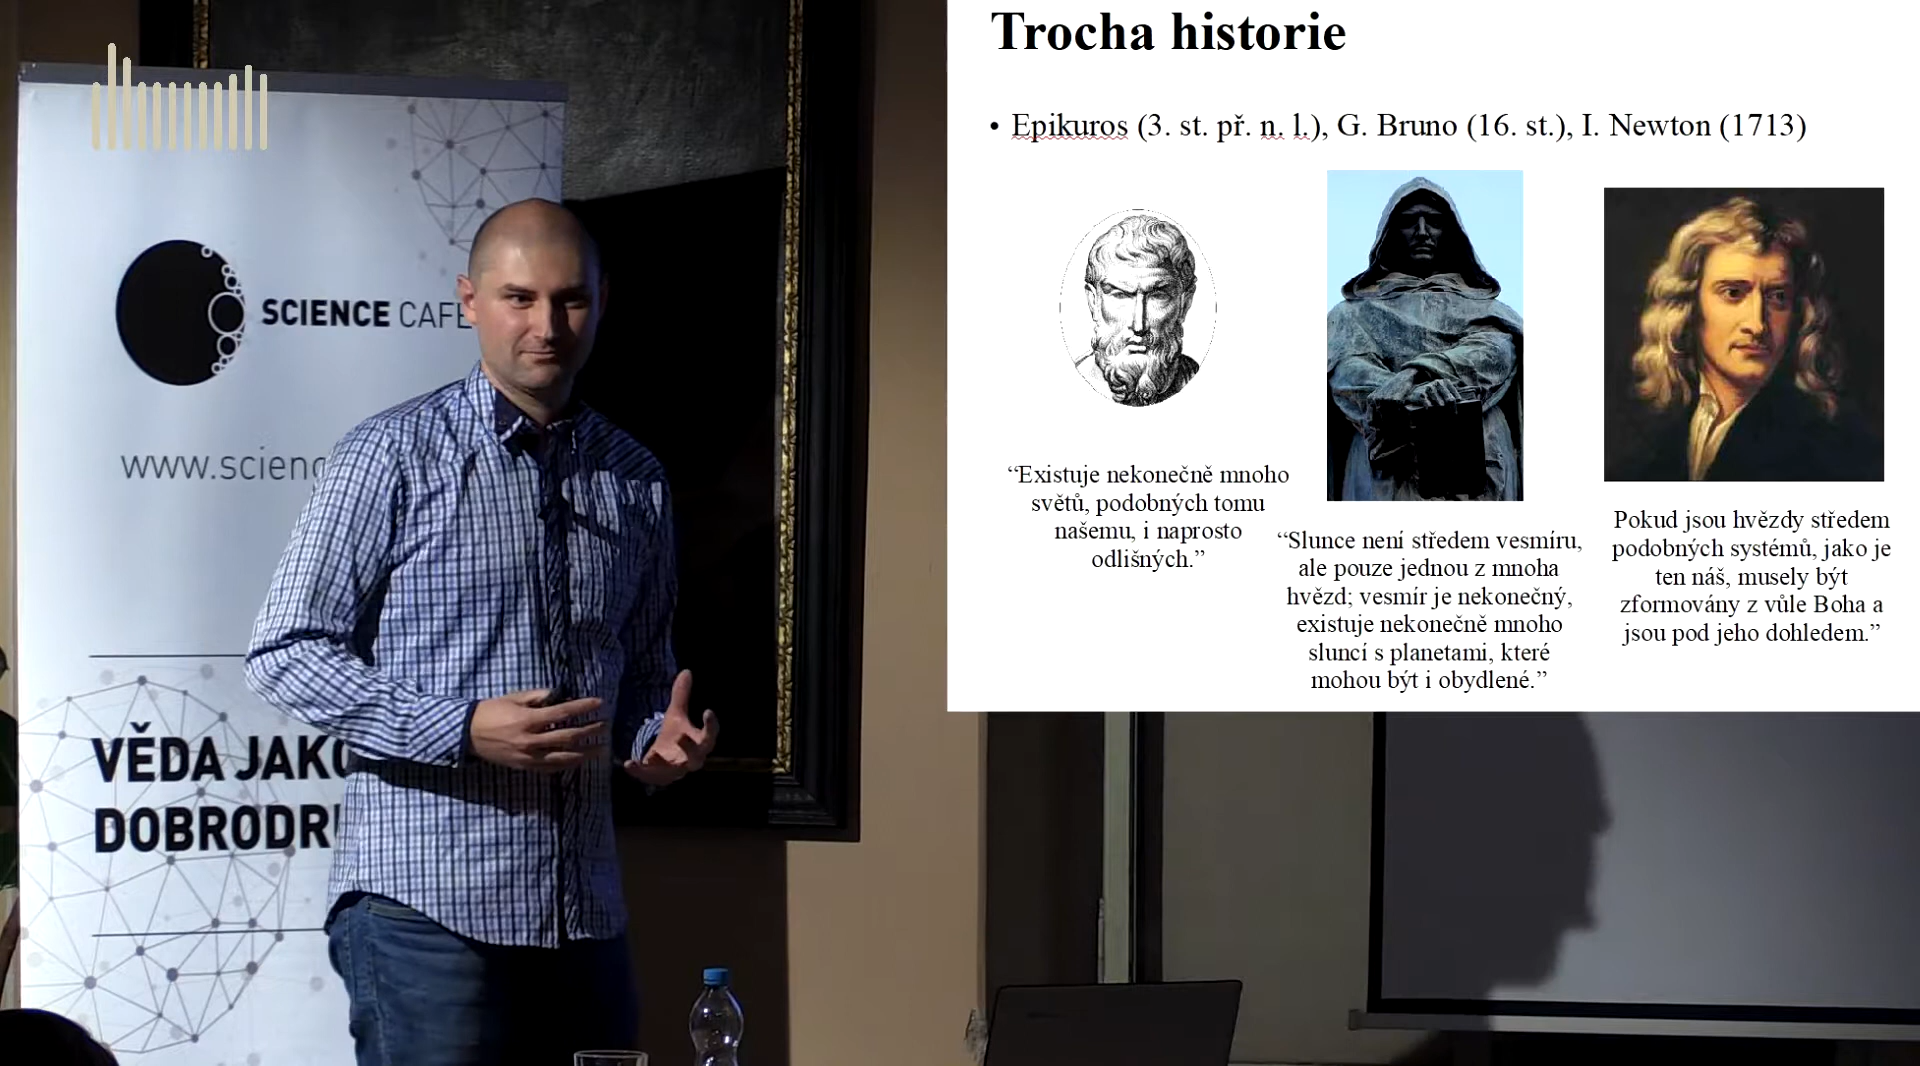 SCIENCE CAFE
www.scienc
VĚDA JAKO
DOBRODR
Trocha historie
• Epikuros (3. st. př. n. l.), G. Bruno (16. st.), I. Newton (1713)
“Existuje nekonečně mnoho
světů, podobných tomu
našemu, i naprosto
odlišných.”
“Slunce není středem vesmíru,
ale pouze jednou z mnoha
hvězd; vesmír je nekonečný,
existuje nekonečně mnoho
sluncí s planetami, které
mohou být i obydlené.”
Pokud jsou hvězdy středem
podobných systémů, jako je
ten náš, musely být
zformovány z vůle Boha a
jsou pod jeho dohledem.”